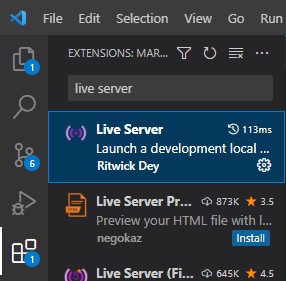 File Edit Selection View Go Run
EXTENSIONS: MAR...
live server
Live Server 113ms
Launch a development local ...
Ritwick Dey
Live Server Pr... 873K 3.5
Preview your HTML file with l...
negokaz Install
Live Server (Fi... 645K 4.5
1
6
1